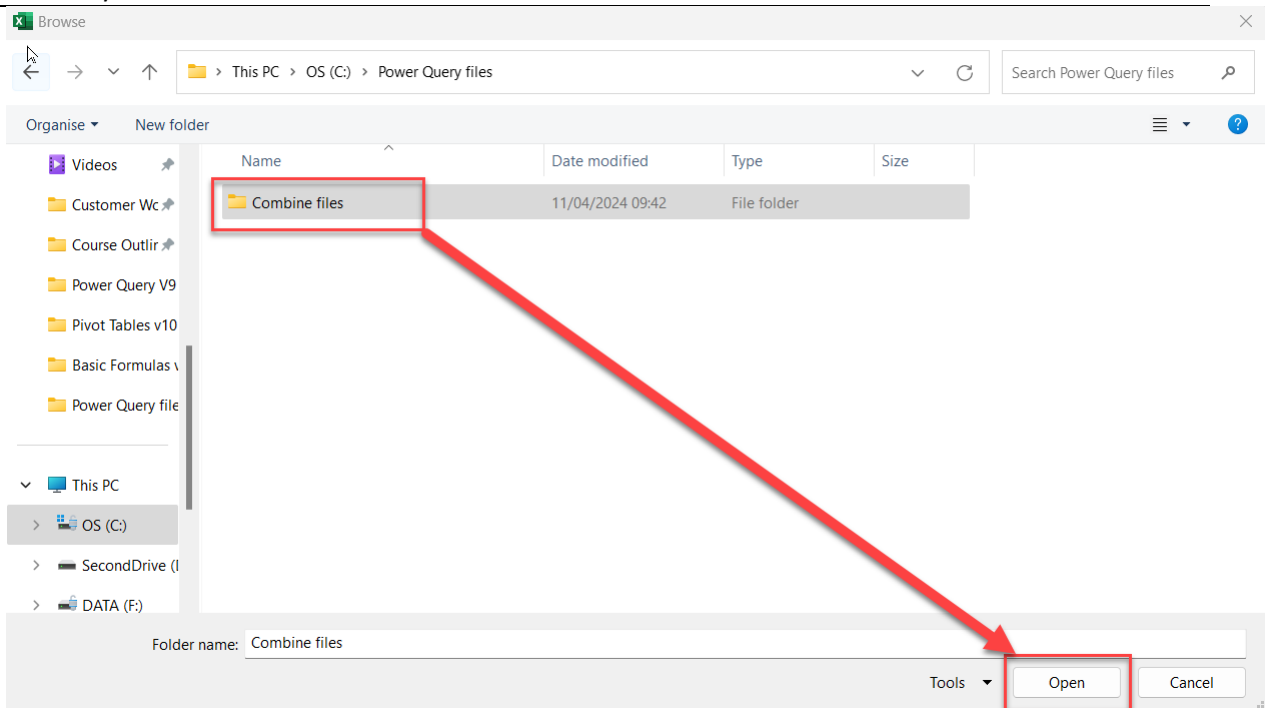 Browse
This PC > OS (C:) > Power Query files
Search Power Query files
Organise
New folder
Name
Date modified
Type
Size
Combine files
11/04/2024 09:42
File folder
Videos
Customer Wc
Course Outlir
Power Query V9
Pivot Tables v10
Basic Formulas v
Power Query file
This PC
OS (C:)
SecondDrive (I
DATA (F:)
Folder name: Combine files
Tools
Open
Cancel